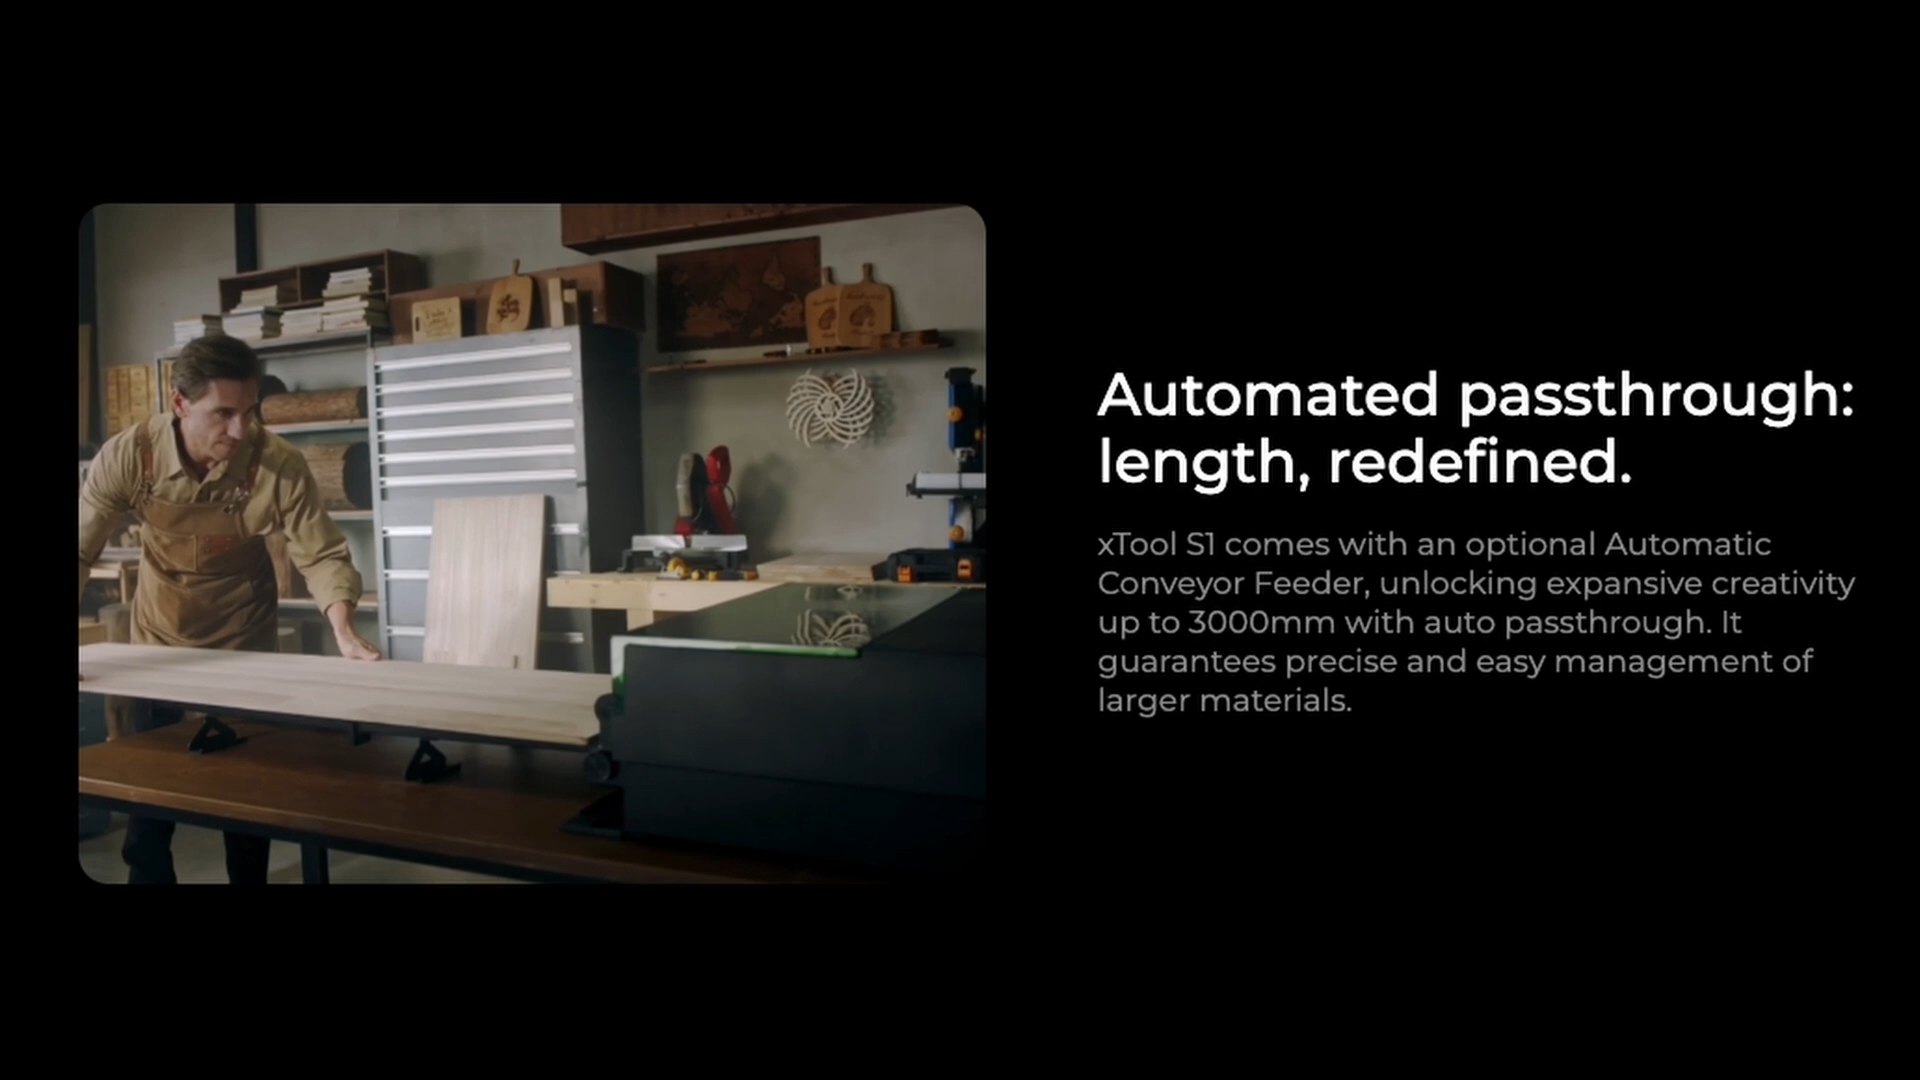 Automated passthrough:
length, redefined.
xTool S1 comes with an optional Automatic
Conveyor Feeder, unlocking expansive creativity
up to 3000mm with auto passthrough. It
guarantees precise and easy management of
larger materials.